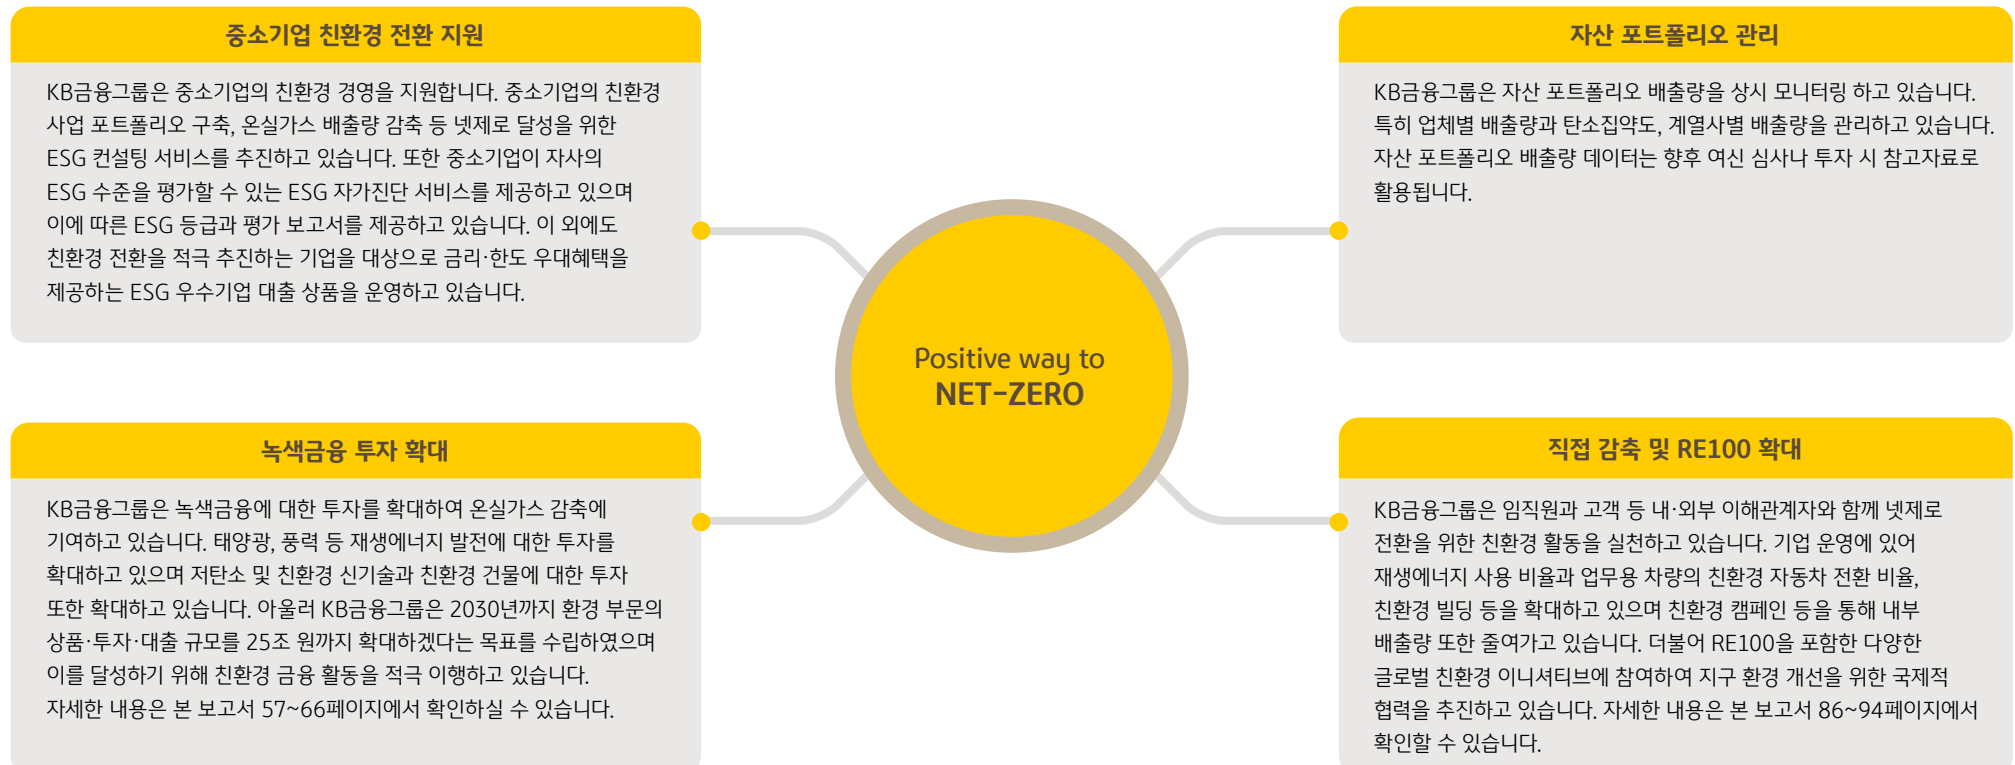 중소기업 친환경 전환 지원
KB금융그룹은 중소기업의 친환경 경영을 지원합니다. 중소기업의 친환경
사업 포트폴리오 구축, 온실가스 배출량 감축 등 넷제로 달성을 위한
ESG 컨설팅 서비스를 추진하고 있습니다. 또한 중소기업이 자사의
ESG 수준을 평가할 수 있는 ESG 자가진단 서비스를 제공하고 있으며
이에 따른 ESG 등급과 평가 보고서를 제공하고 있습니다. 이 외에도
친환경 전환을 적극 추진하는 기업을 대상으로 금리·한도 우대혜택을
제공하는 ESG 우수기업 대출 상품을 운영하고 있습니다.
자산 포트폴리오 관리
KB금융그룹은 자산 포트폴리오 배출량을 상시 모니터링 하고 있습니다.
특히 업체별 배출량과 탄소집약도, 계열사별 배출량을 관리하고 있습니다.
자산 포트폴리오 배출량 데이터는 향후 여신 심사나 투자 시 참고자료로
활용됩니다.
Positive way to
NET-ZERO
녹색금융 투자 확대
KB금융그룹은 녹색금융에 대한 투자를 확대하여 온실가스 감축에
기여하고 있습니다. 태양광, 풍력 등 재생에너지 발전에 대한 투자를
확대하고 있으며 저탄소 및 친환경 신기술과 친환경 건물에 대한 투자
또한 확대하고 있습니다. 아울러 KB금융그룹은 2030년까지 환경 부문의
상품·투자·대출 규모를 25조 원까지 확대하겠다는 목표를 수립하였으며
이를 달성하기 위해 친환경 금융 활동을 적극 이행하고 있습니다.
자세한 내용은 본 보고서 57~66페이지에서 확인하실 수 있습니다.
직접 감축 및 RE100 확대
KB금융그룹은 임직원과 고객 등 내·외부 이해관계자와 함께 넷제로
전환을 위한 친환경 활동을 실천하고 있습니다. 기업 운영에 있어
재생에너지 사용 비율과 업무용 차량의 친환경 자동차 전환 비율,
친환경 빌딩 등을 확대하고 있으며 친환경 캠페인 등을 통해 내부
배출량 또한 줄여가고 있습니다. 더불어 RE100을 포함한 다양한
글로벌 친환경 이니셔티브에 참여하여 지구 환경 개선을 위한 국제적
협력을 추진하고 있습니다. 자세한 내용은 본 보고서 86~94페이지에서
확인할 수 있습니다.